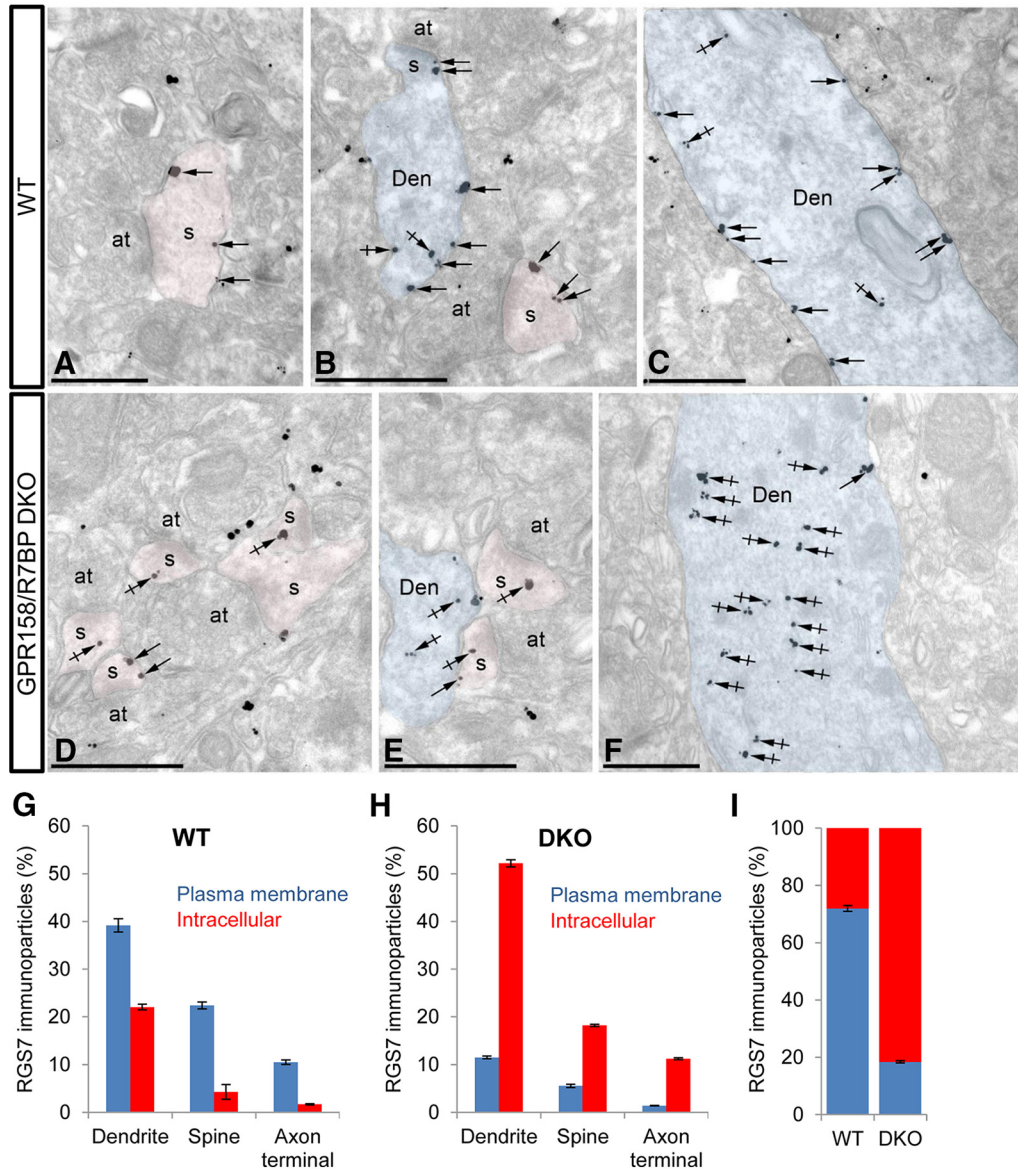 WT
at
s
A
at
s
Den
at
s
B
Den
C
GPR158/R7BP DKO
at
s
s
at
s
at
s
s
at
D
at
Den
s
at
s
E
Den
F
G
WT
RGS7 immunoparticles (%)
60
50
40
30
20
10
0
Plasma membrane
Intracellular
Dendrite
Spine
Axon
terminal
H
DKO
RGS7 immunoparticles (%)
60
50
40
30
20
10
0
Plasma membrane
Intracellular
Dendrite
Spine
Axon
terminal
I
RGS7 immunoparticles (%)
100
80
60
40
20
0
WT
DKO